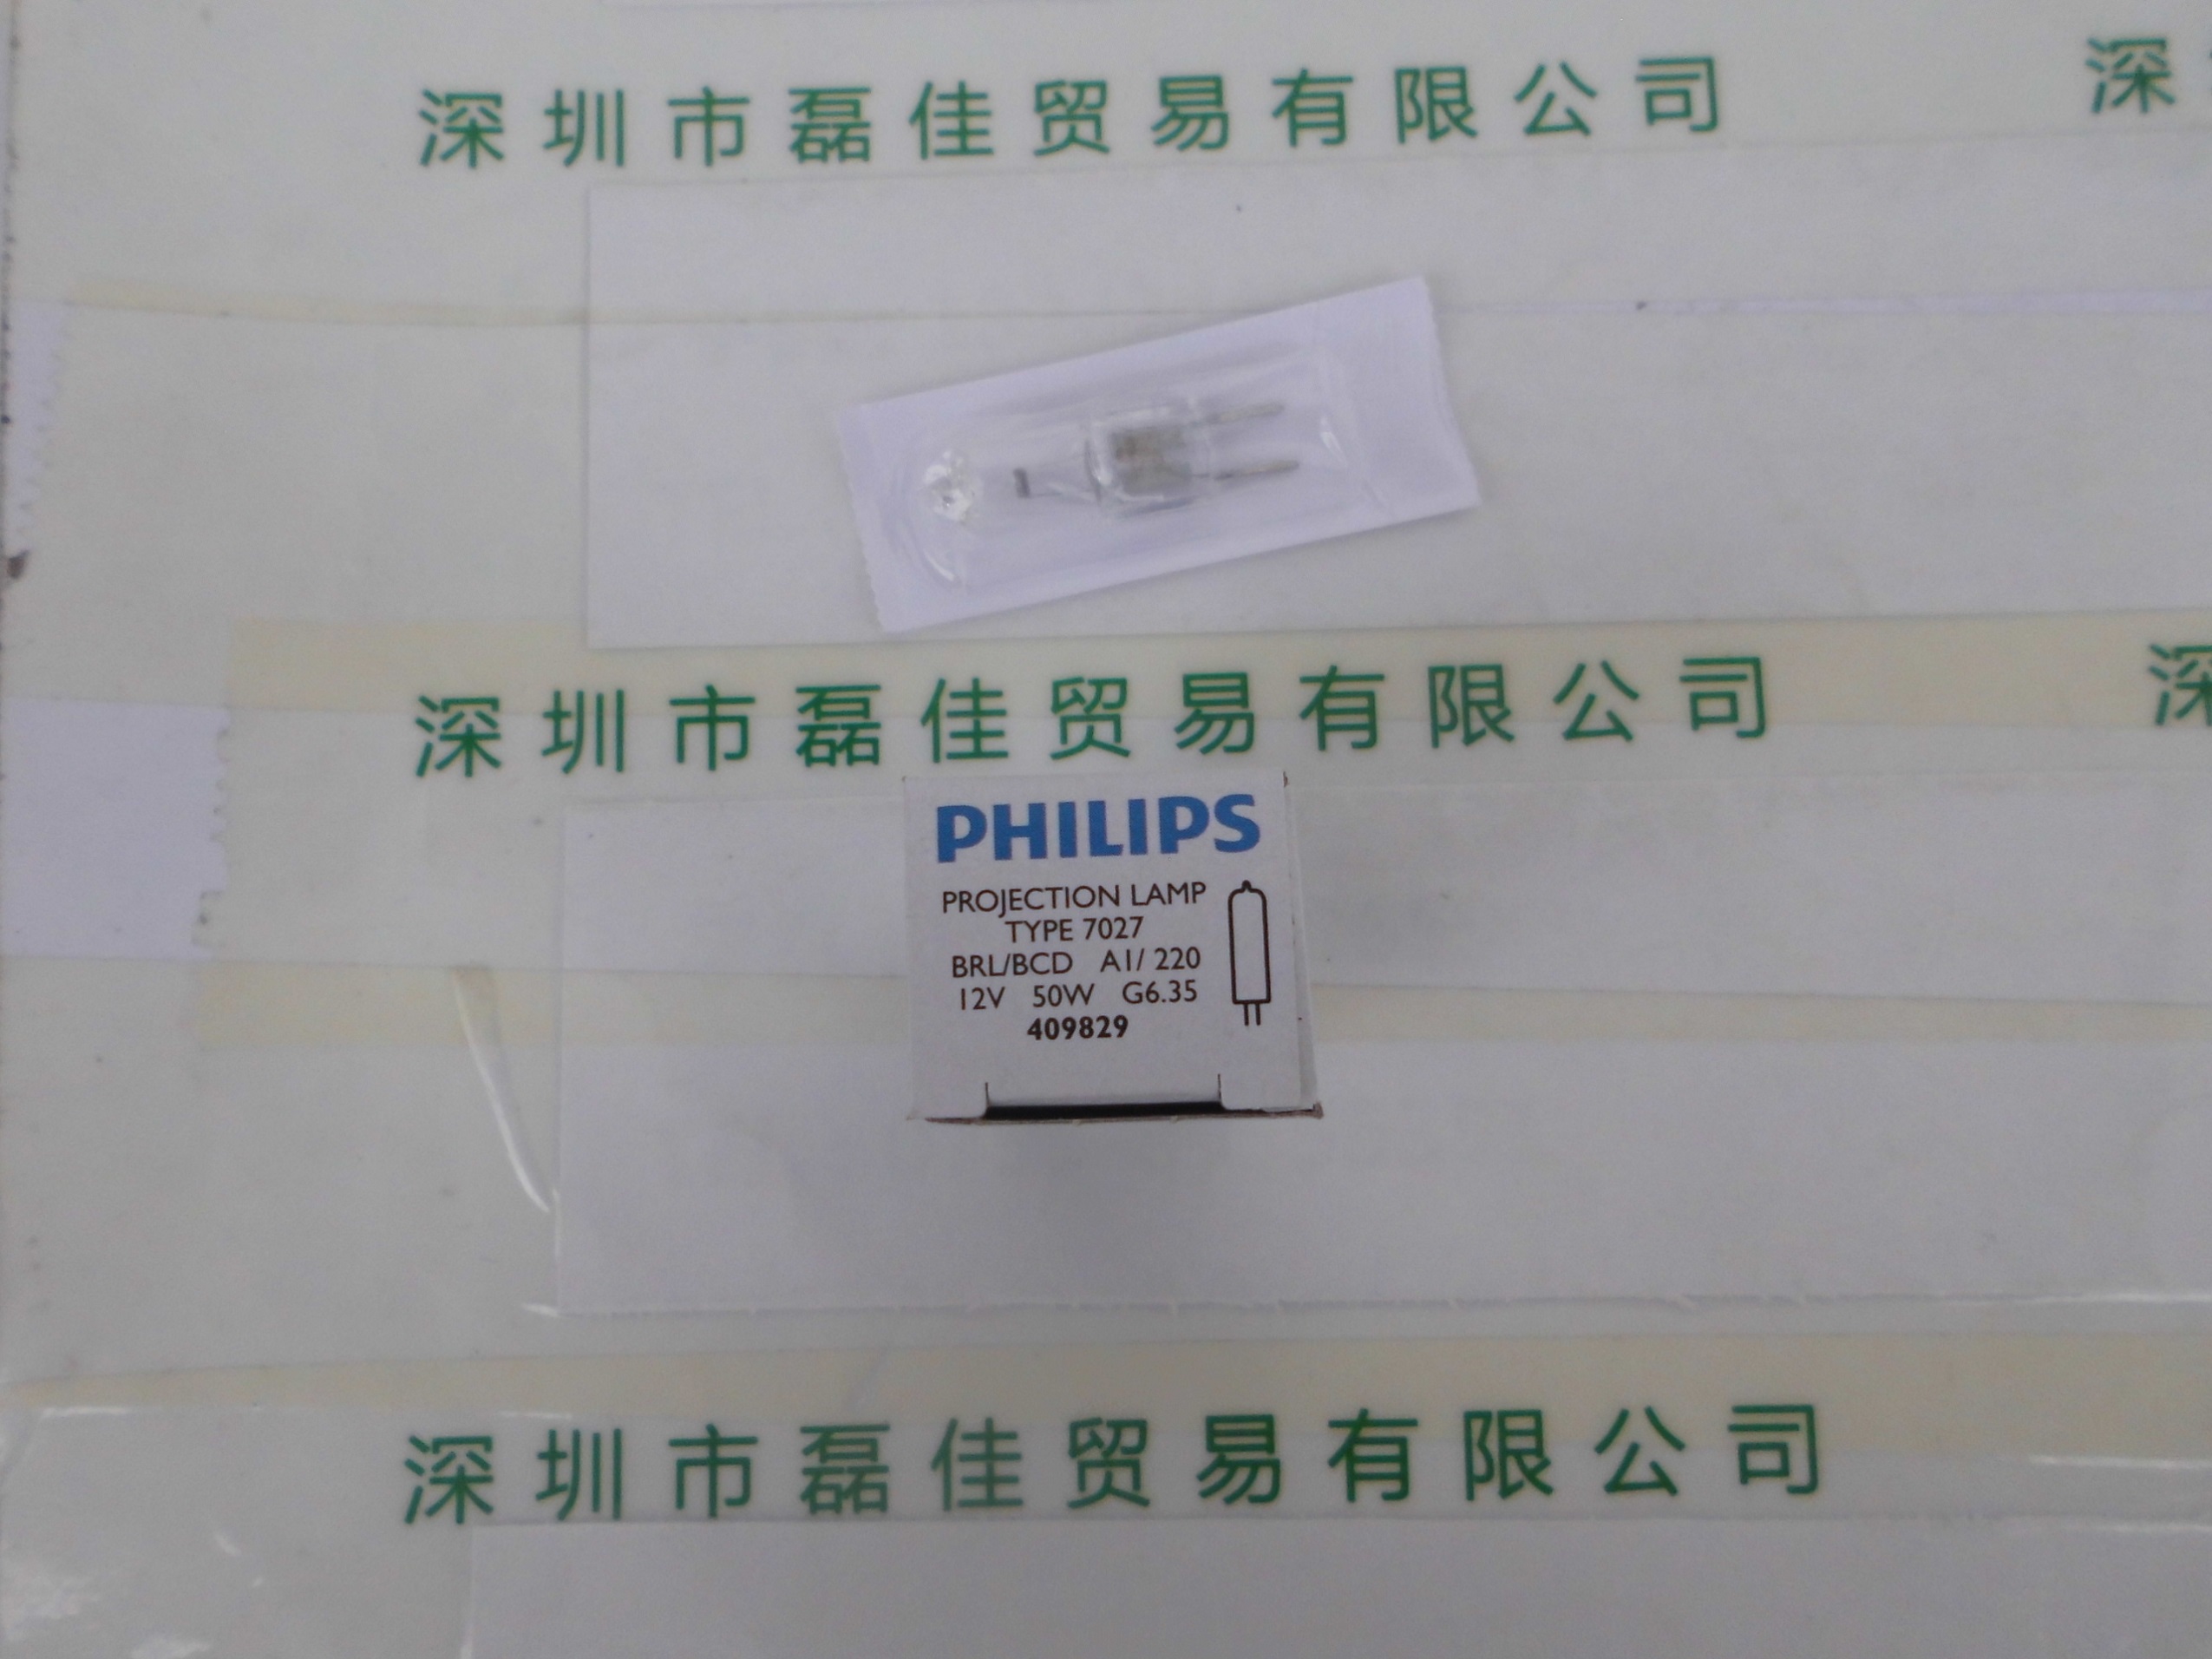 深圳市磊佳贸易有限公司 深
深圳市磊佳贸易有限公司 深
PHILIPS
PROJECTION LAMP
TYPE 7027
BRL/BCD A1/ 220
12V 50W G6.35
409829
深圳市磊佳贸易有限公司